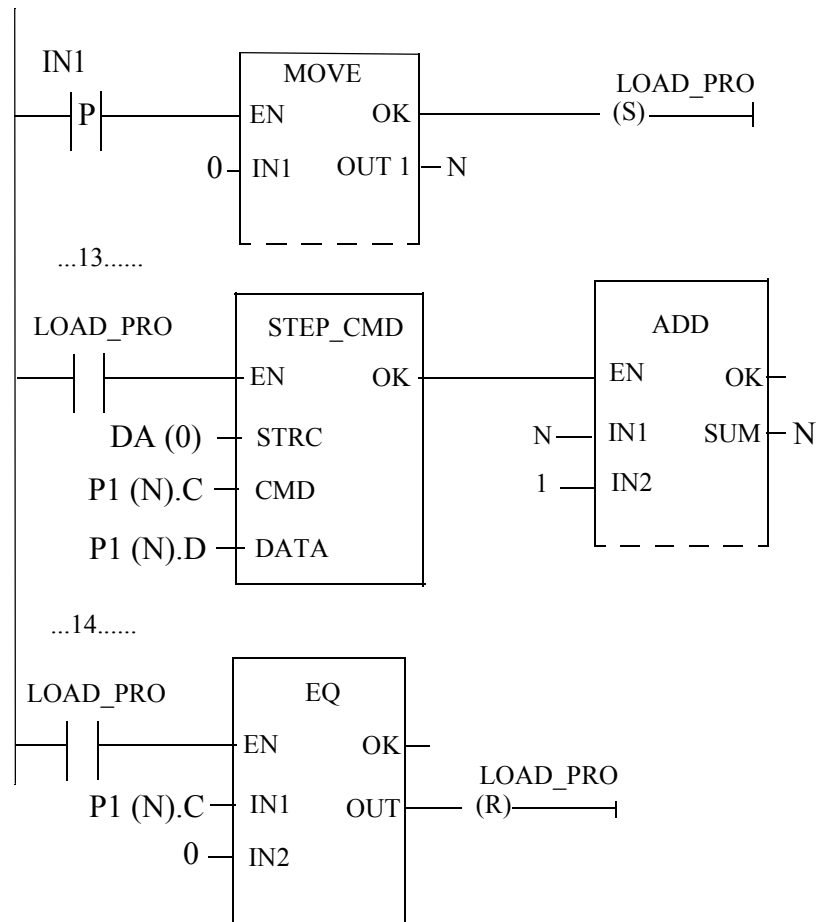 IN1
P
MOVE
EN OK
0 IN1 OUT 1 N
LOAD_PRO
(S)
...13......
LOAD_PRO
STEP_CMD
EN OK
DA (0) STRC
P1 (N).C CMD
P1 (N).D DATA
ADD
EN OK
N IN1 SUM N
1 IN2
...14......
LOAD_PRO
EQ
EN OK
P1 (N).C IN1 OUT
0 IN2
LOAD_PRO
(R)